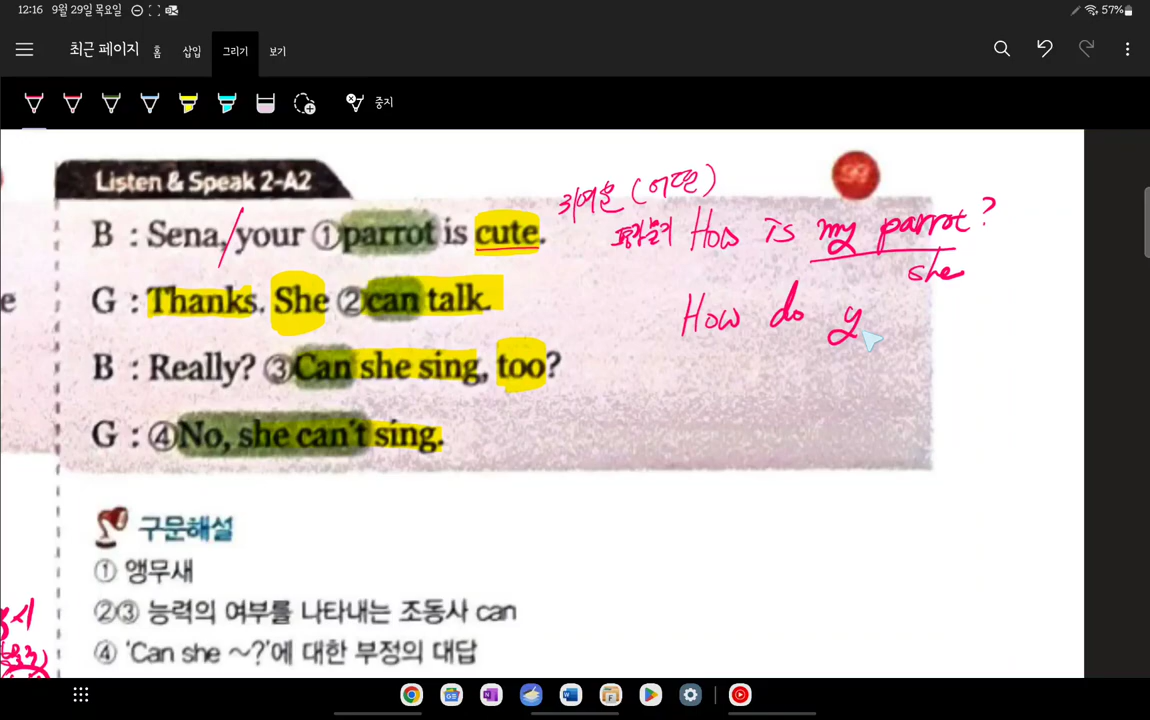 12:16 9월 29일 목요일
57%
최근 페이지 홈 삽입 그리기 보기
중지
Listen & Speak 2-A2
귀여운 (어떤)
B : Sena, your ①parrot is cute.
How is my parrot?
she
G : Thanks. She ②can talk.
How do y
e
B : Really? ③Can she sing, too?
G : ④No, she can't sing.
구문해설
① 앵무새
②③ 능력의 여부를 나타내는 조동사 can
④ 'Can she ~?'에 대한 부정의 대답